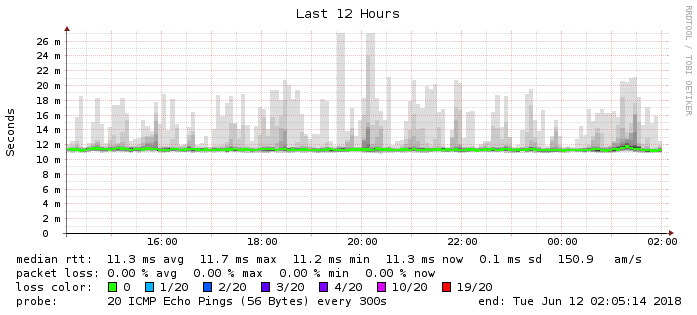 Last 12 Hours
RRDTOOL / TOBI OETIKER
Seconds
26 m
24 m
22 m
20 m
18 m
16 m
14 m
12 m
10 m
8 m
6 m
4 m
2 m
0
16:00 18:00 20:00 22:00 00:00 02:00
median rtt: 11.3 ms avg 11.7 ms max 11.2 ms min 11.3 ms now 0.1 ms sd 150.9 am/s
packet loss: 0.00 % avg 0.00 % max 0.00 % min 0.00 % now
loss color: 0 1/20 2/20 3/20 4/20 10/20 19/20
probe: 20 ICMP Echo Pings (56 Bytes) every 300s end: Tue Jun 12 02:05:14 2018